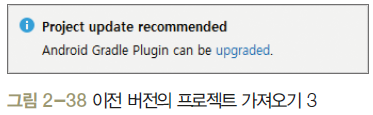 Project update recommended
Android Gradle Plugin can be upgraded.
그림 2-38 이전 버전의 프로젝트 가져오기 3